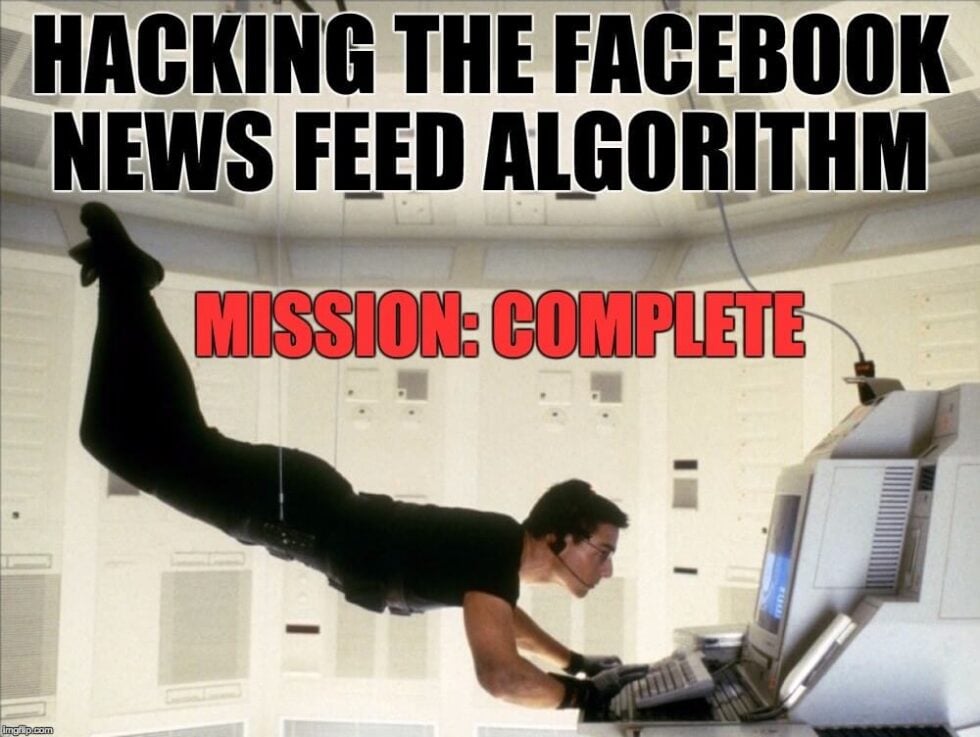 HACKING THE FACEBOOK
NEWS FEED ALGORITHM
MISSION: COMPLETE
imgflip.com